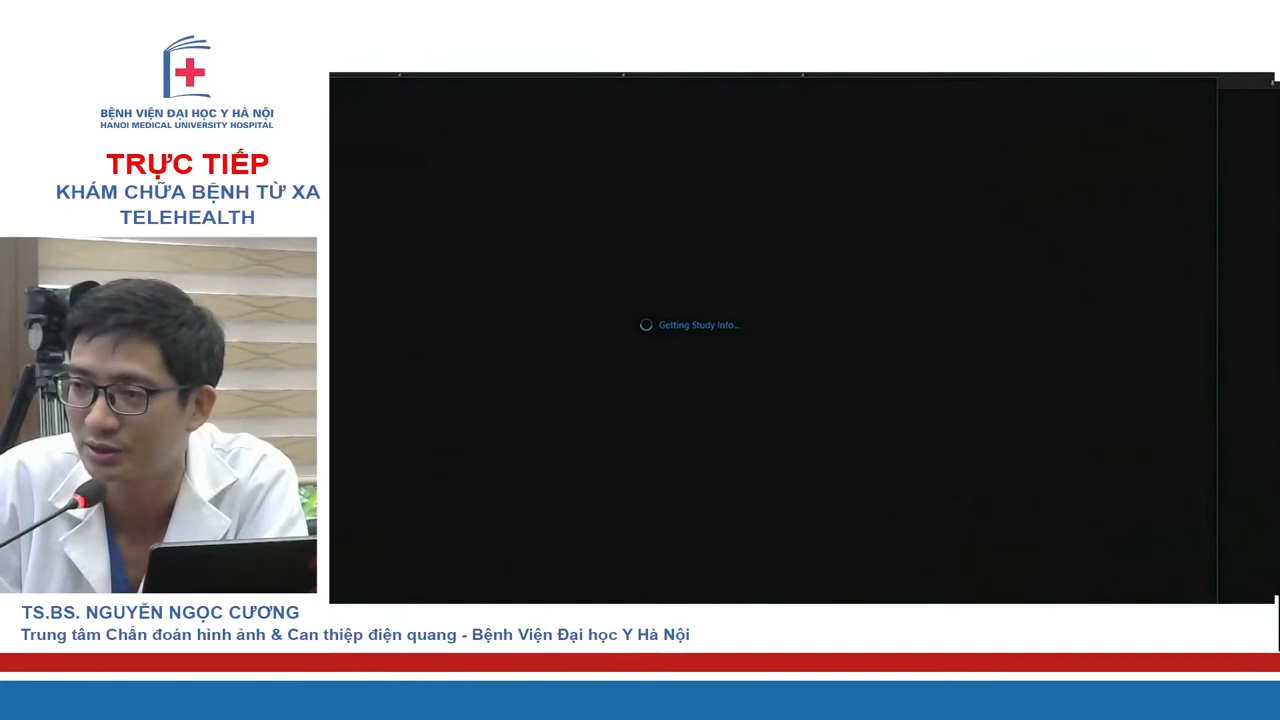 BỆNH VIỆN ĐẠI HỌC Y HÀ NỘI
HANOI MEDICAL UNIVERSITY HOSPITAL
TRỰC TIẾP
KHÁM CHỮA BỆNH TỪ XA
TELEHEALTH
Getting Study Info...
TS.BS. NGUYỄN NGỌC CƯƠNG
Trung tâm Chẩn đoán hình ảnh & Can thiệp điện quang - Bệnh Viện Đại học Y Hà Nội